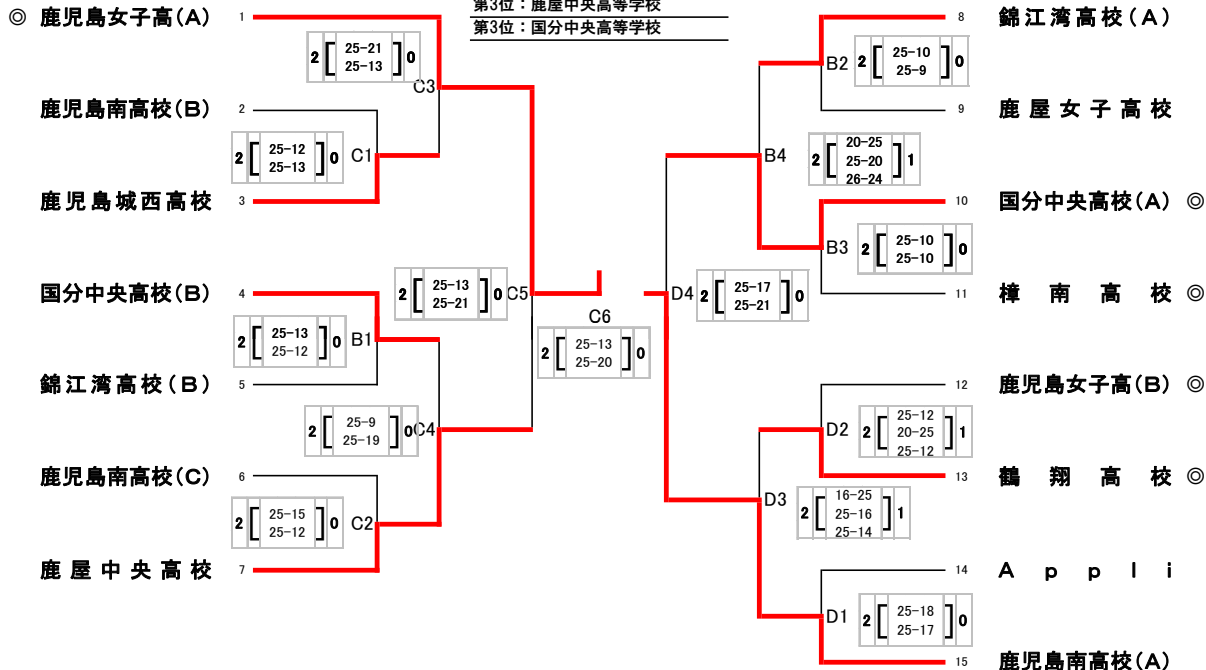 第3位：鹿屋中央高等学校
第3位：国分中央高等学校
◎ 鹿児島女子高(A) 1
2 [ 25-21 25-13 ] 0
C3
鹿児島南高校(B) 2
2 [ 25-12 25-13 ] 0 C1
鹿児島城西高校 3
国分中央高校(B) 4
2 [ 25-13 25-21 ] 0 C5
2 [ 25-13 25-12 ] 0 B1
錦江湾高校(B) 5
2 [ 25-9 25-19 ] 0 C4
鹿児島南高校(C) 6
2 [ 25-15 25-12 ] 0 C2
鹿屋中央高校 7
C6
2 [ 25-13 25-20 ] 0
8 錦江湾高校(A)
B2 2 [ 25-10 25-9 ] 0
9 鹿屋女子高校
B4 2 [ 20-25 25-20 26-24 ] 1
10 国分中央高校(A) ◎
B3 2 [ 25-10 25-10 ] 0
11 樟南高校 ◎
D4 2 [ 25-17 25-21 ] 0
12 鹿児島女子高(B) ◎
D2 2 [ 25-12 20-25 25-12 ] 1
13 鶴翔高校 ◎
D3 2 [ 16-25 25-16 25-14 ] 1
14 Appli
D1 2 [ 25-18 25-17 ] 0
15 鹿児島南高校(A)